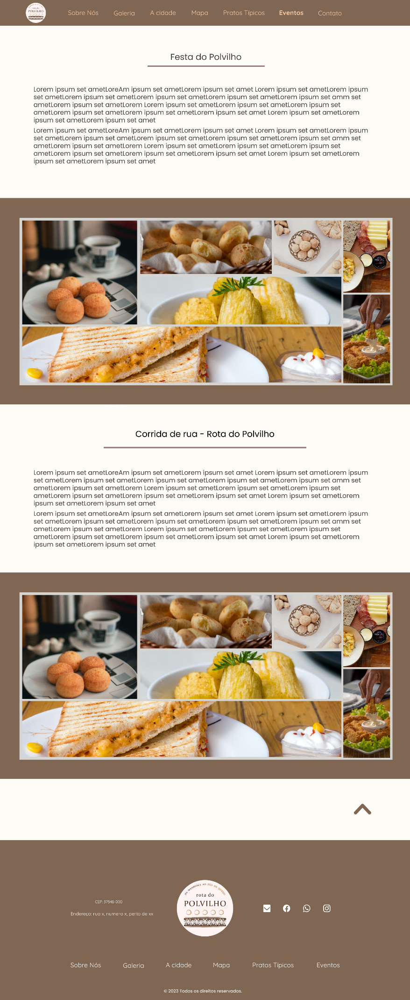 rota do
POLVILHO
Sobre Nós
Galeria
A cidade
Mapa
Pratos Típicos
Eventos
Contato
Festa do Polvilho
Lorem ipsum set ametLoreAm ipsum set ametLorem ipsum set amet Lorem ipsum set ametLorem ipsum
set ametLorem ipsum set ametLorem ipsum set ametLorem ipsum set ametLorem ipsum set amm set
ametLorem ipsum set ametLorem Lorem ipsum set ametLorem ipsum set ametLorem ipsum set
ametLorem ipsum set ametLorem ipsum set ametLorem ipsum set amet Lorem ipsum set ametLorem
ipsum set ametLorem ipsum set amet
Lorem ipsum set ametLoreAm ipsum set ametLorem ipsum set amet Lorem ipsum set ametLorem ipsum
set ametLorem ipsum set ametLorem ipsum set ametLorem ipsum set ametLorem ipsum set amm set
ametLorem ipsum set ametLorem Lorem ipsum set ametLorem ipsum set ametLorem ipsum set
ametLorem ipsum set ametLorem ipsum set ametLorem ipsum set amet Lorem ipsum set ametLorem
ipsum set ametLorem ipsum set amet
Corrida de rua - Rota do Polvilho
Lorem ipsum set ametLoreAm ipsum set ametLorem ipsum set amet Lorem ipsum set ametLorem ipsum
set ametLorem ipsum set ametLorem ipsum set ametLorem ipsum set ametLorem ipsum set amm set
ametLorem ipsum set ametLorem Lorem ipsum set ametLorem ipsum set ametLorem ipsum set
ametLorem ipsum set ametLorem ipsum set ametLorem ipsum set amet Lorem ipsum set ametLorem
ipsum set ametLorem ipsum set amet
Lorem ipsum set ametLoreAm ipsum set ametLorem ipsum set amet Lorem ipsum set ametLorem ipsum
set ametLorem ipsum set ametLorem ipsum set ametLorem ipsum set ametLorem ipsum set amm set
ametLorem ipsum set ametLorem Lorem ipsum set ametLorem ipsum set ametLorem ipsum set
ametLorem ipsum set ametLorem ipsum set ametLorem ipsum set amet Lorem ipsum set ametLorem
ipsum set ametLorem ipsum set amet
CEP: 37548-000
Endereço: rua x, numero x, perto de xx
DA MANDIOCA AO PÃO DE QUEIJO
rota do
POLVILHO
Sobre Nós
Galeria
A cidade
Mapa
Pratos Típicos
Eventos
© 2023 Todos os direitos reservados.